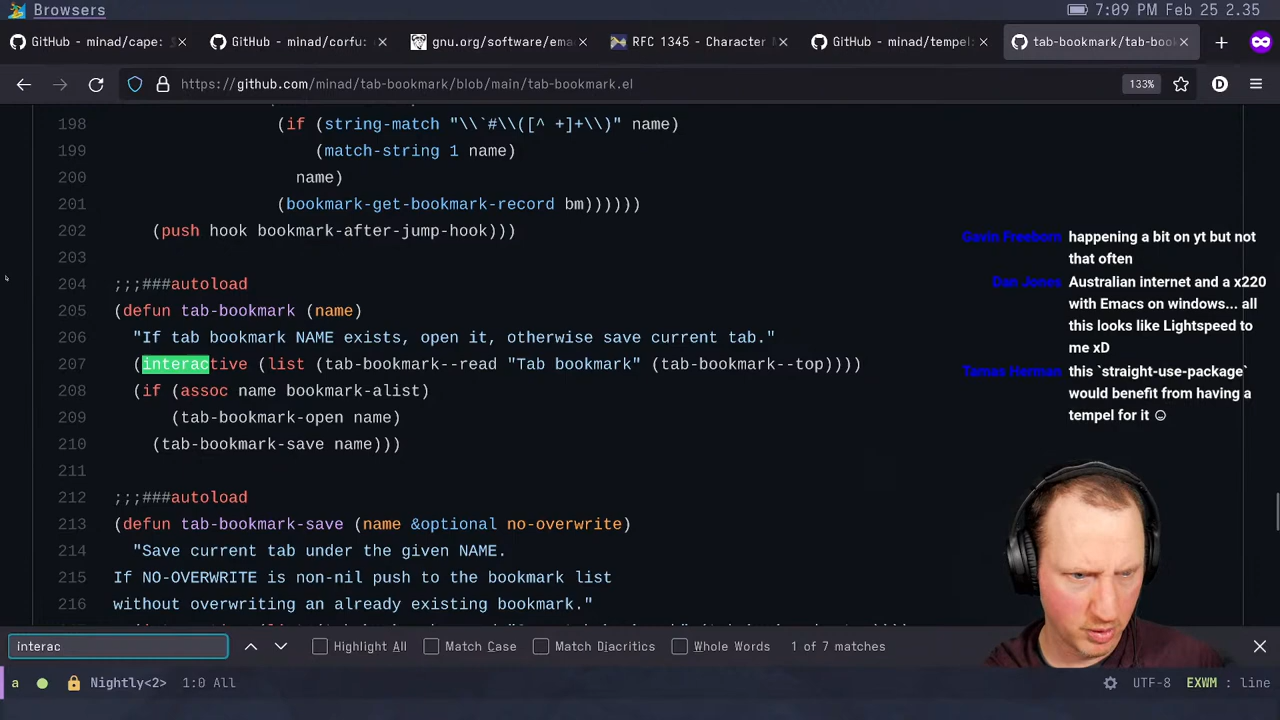 Browsers
7:09 PM Feb 25 2.35
GitHub - minad/cape:
GitHub - minad/corfu:
gnu.org/software/ema
RFC 1345 - Character
GitHub - minad/tempel:
tab-bookmark/tab-boo
https://github.com/minad/tab-bookmark/blob/main/tab-bookmark.el
133%
198 (if (string-match "\\`#\\([^ +]+\\)" name)
199 (match-string 1 name)
200 name)
201 (bookmark-get-bookmark-record bm))))))
202 (push hook bookmark-after-jump-hook)))
203
204 ;;;###autoload
205 (defun tab-bookmark (name)
206 "If tab bookmark NAME exists, open it, otherwise save current tab."
207 (interactive (list (tab-bookmark--read "Tab bookmark" (tab-bookmark--top))))
208 (if (assoc name bookmark-alist)
209 (tab-bookmark-open name)
210 (tab-bookmark-save name)))
211
212 ;;;###autoload
213 (defun tab-bookmark-save (name &optional no-overwrite)
214 "Save current tab under the given NAME.
215 If NO-OVERWRITE is non-nil push to the bookmark list
216 without overwriting an already existing bookmark."
Gavin Freeborn happening a bit on yt but not
that often
Dan Jones Australian internet and a x220
with Emacs on windows... all
this looks like Lightspeed to
me xD
Tamas Herman this `straight-use-package`
would benefit from having a
tempel for it ☺
interac
Highlight All
Match Case
Match Diacritics
Whole Words
1 of 7 matches
a
Nightly<2>
1:0 All
UTF-8
EXWM : line